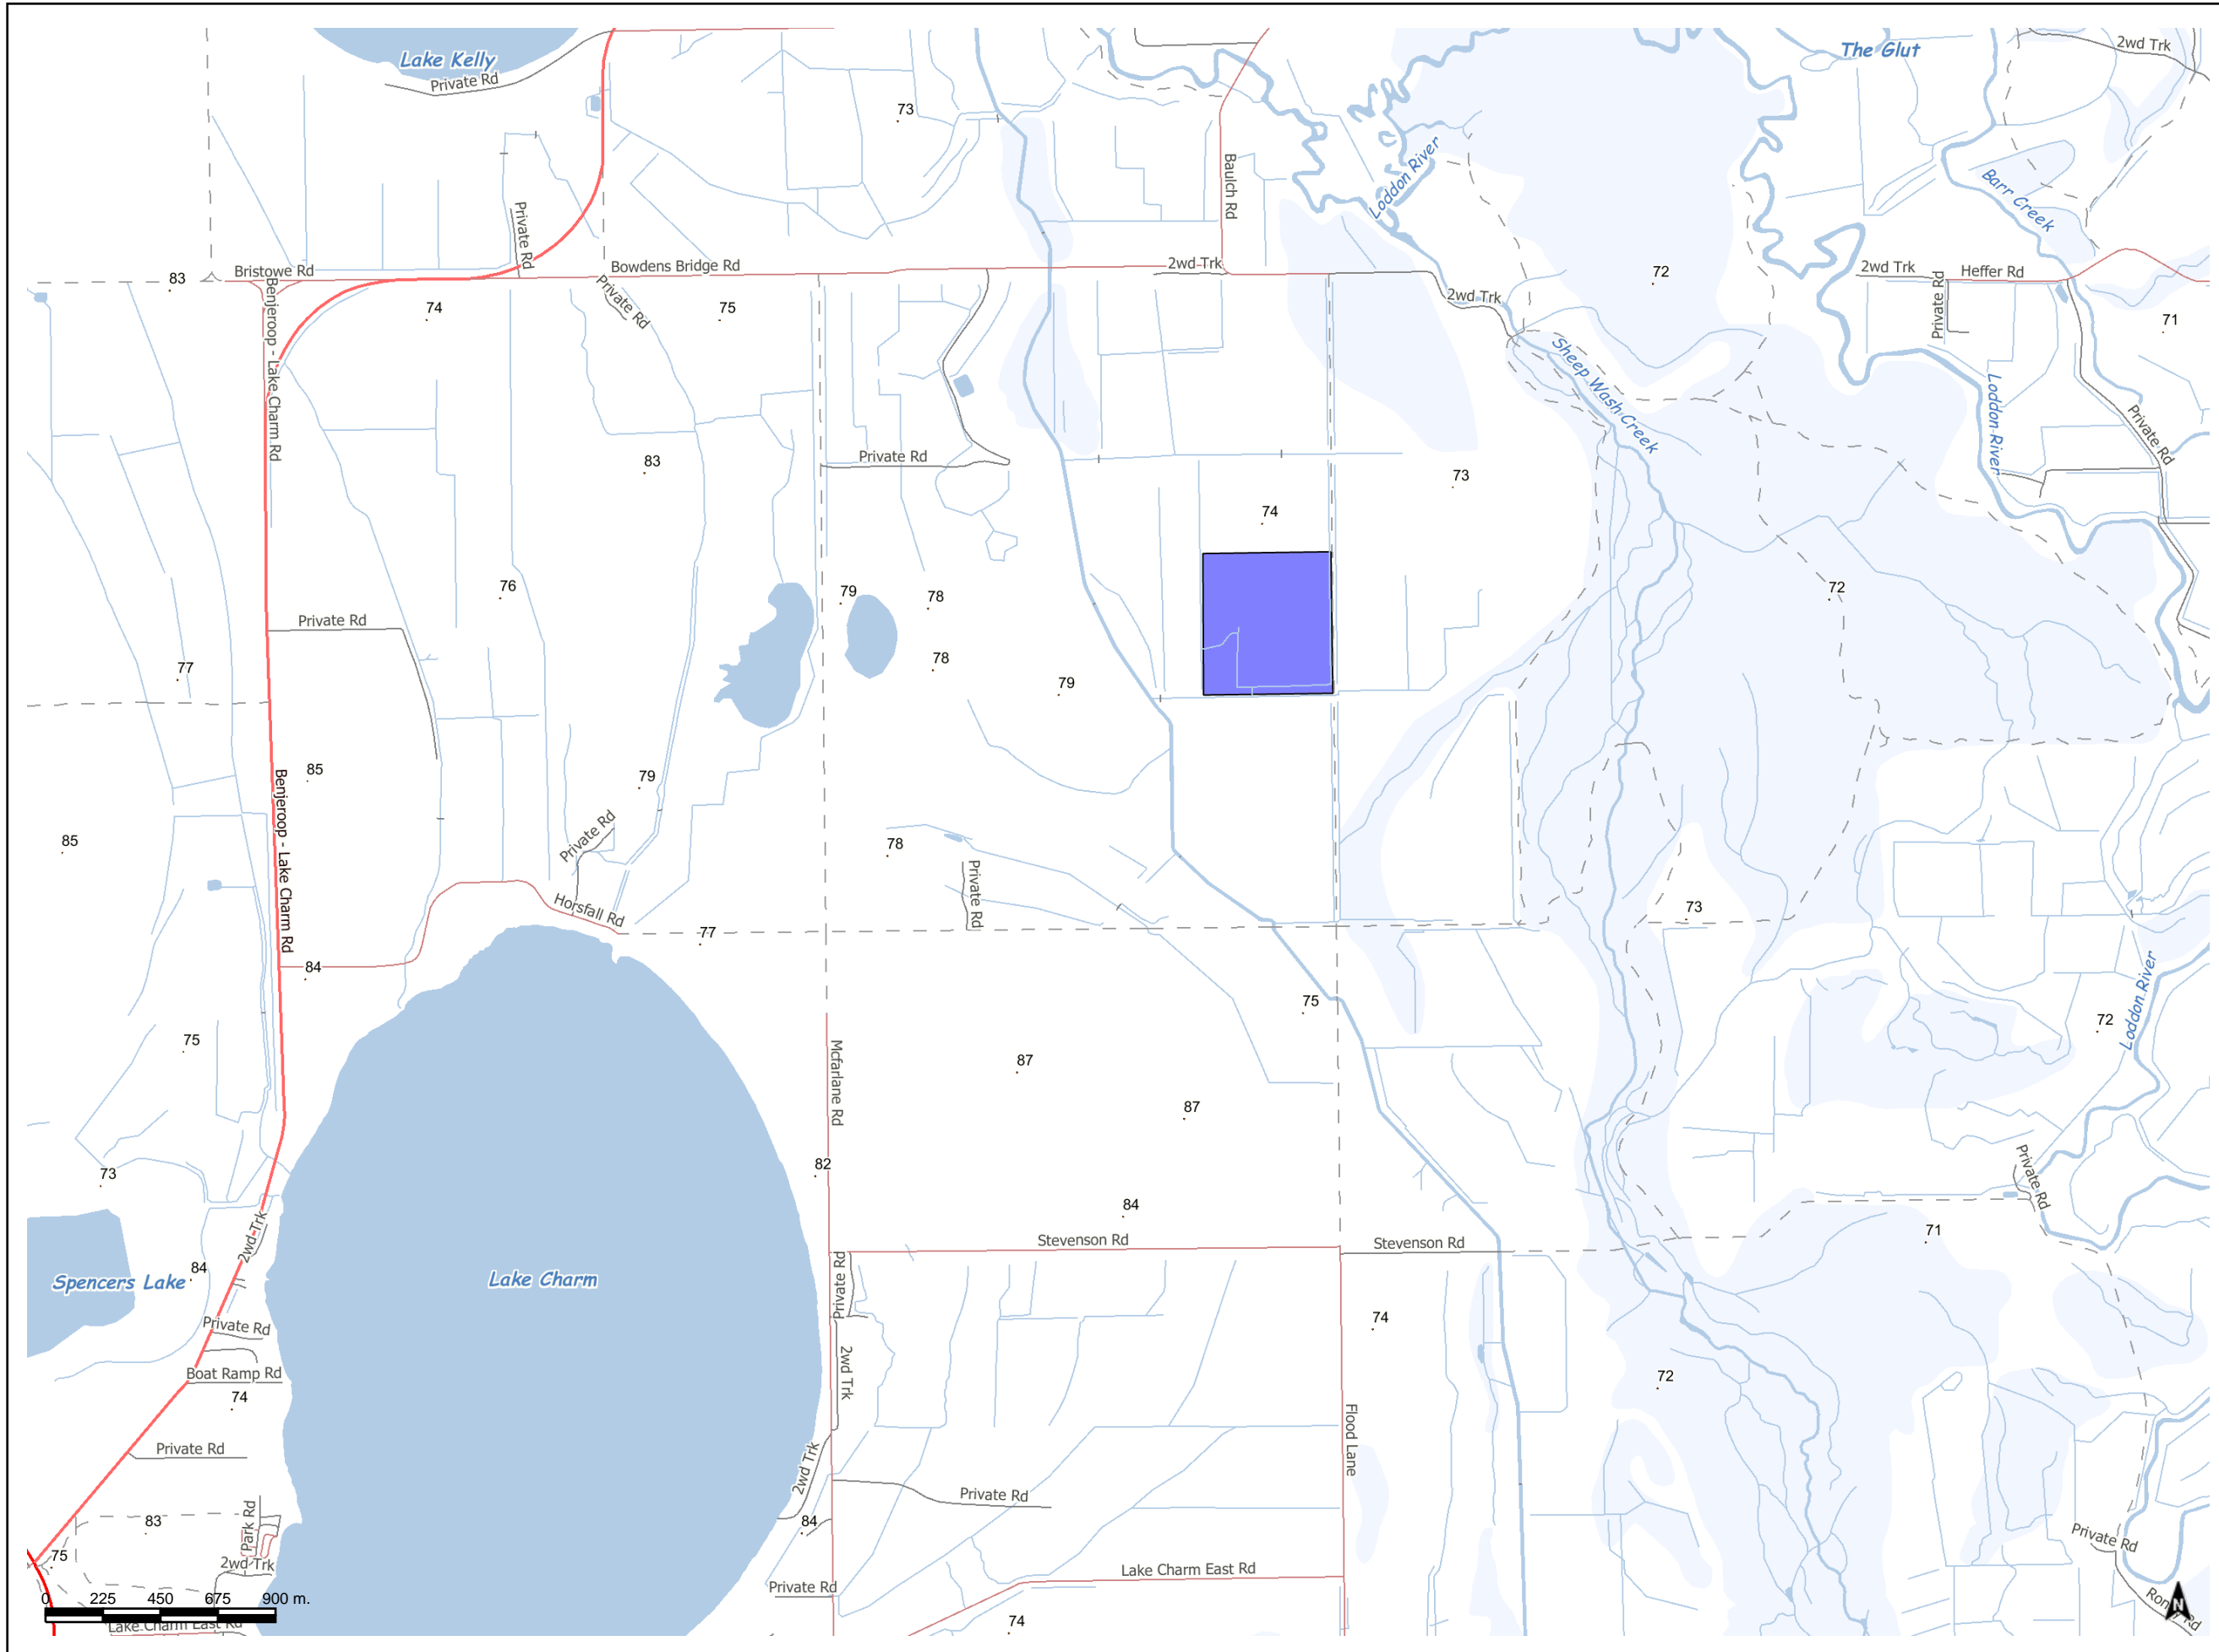 Lake Kelly
Private Rd
The Glut
2wd Trk
73
Baulch Rd
Loddon River
Barr Creek
Private Rd
83
Bristowe Rd
Bowdens Bridge Rd
2wd Trk
72
2wd Trk
Heffer Rd
Private Rd
Private Rd
74
75
2wd Trk
71
Benjeroop - Lake Charm Rd
Sheep Wash Creek
Loddon River
Private Rd
83
Private Rd
73
74
76
79
78
72
Private Rd
77
78
79
85
79
Benjeroop - Lake Charm Rd
85
Private Rd
78
Private Rd
Horsfall Rd
73
77
84
75
72
Loddon River
75
87
Mcfarlane Rd
87
73
82
Private Rd
84
71
2wd Trk
Stevenson Rd
Stevenson Rd
84
Spencers Lake
Lake Charm
Private Rd
74
Private Rd
2wd Trk
Boat Ramp Rd
72
74
Flood Lane
Private Rd
2wd Trk
Private Rd
83
Park Rd
84
75
2wd Trk
Private Rd
Lake Charm East Rd
Private Rd
0 225 450 675 900 m.
Lake Charm East Rd
74
N